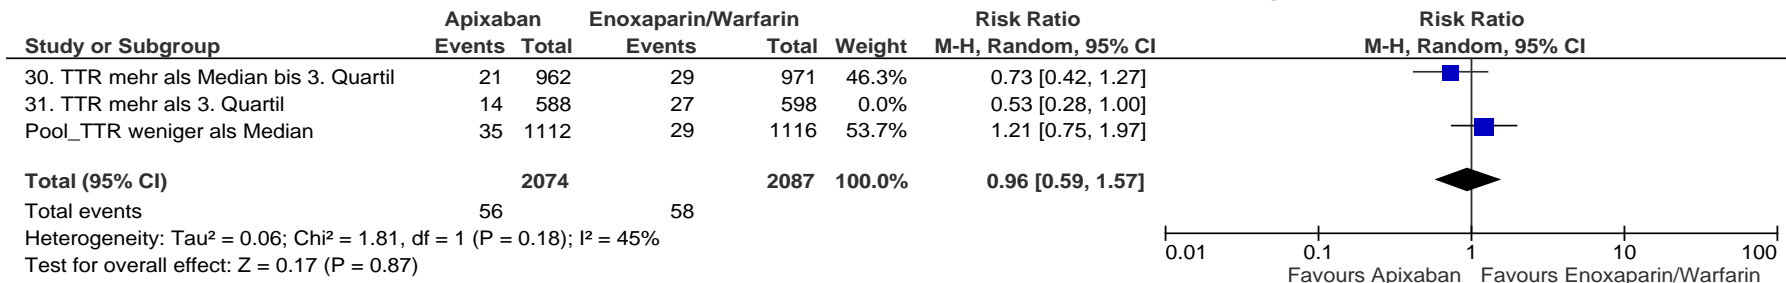 Apixaban Enoxaparin/Warfarin Risk Ratio Risk Ratio
Study or Subgroup Events Total Events Total Weight M-H, Random, 95% CI M-H, Random, 95% CI
30. TTR mehr als Median bis 3. Quartil 21 962 29 971 46.3% 0.73 [0.42, 1.27]
31. TTR mehr als 3. Quartil 14 588 27 598 0.0% 0.53 [0.28, 1.00]
Pool_TTR weniger als Median 35 1112 29 1116 53.7% 1.21 [0.75, 1.97]
Total (95% CI) 2074 2087 100.0% 0.96 [0.59, 1.57]
Total events 56 58
Heterogeneity: Tau² = 0.06; Chi² = 1.81, df = 1 (P = 0.18); I² = 45%
Test for overall effect: Z = 0.17 (P = 0.87)
0.01 0.1 1 10 100
Favours Apixaban Favours Enoxaparin/Warfarin